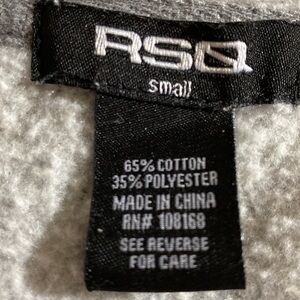 RSQ
small
65% COTTON
35% POLYESTER
MADE IN CHINA
RN# 108168
SEE REVERSE
FOR CARE